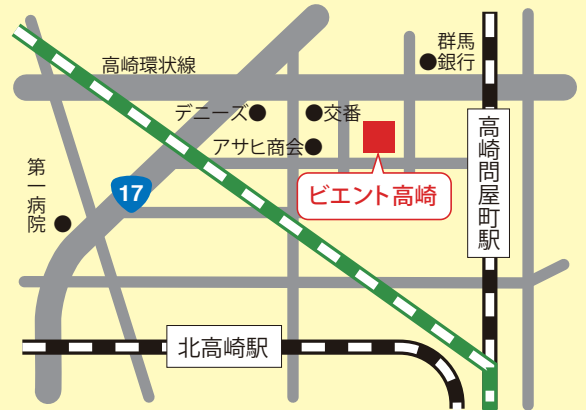 高崎環状線
群馬
銀行
デニーズ
交番
アサヒ商会
高崎問屋町駅
第一病院
17
ビエント高崎
北高崎駅